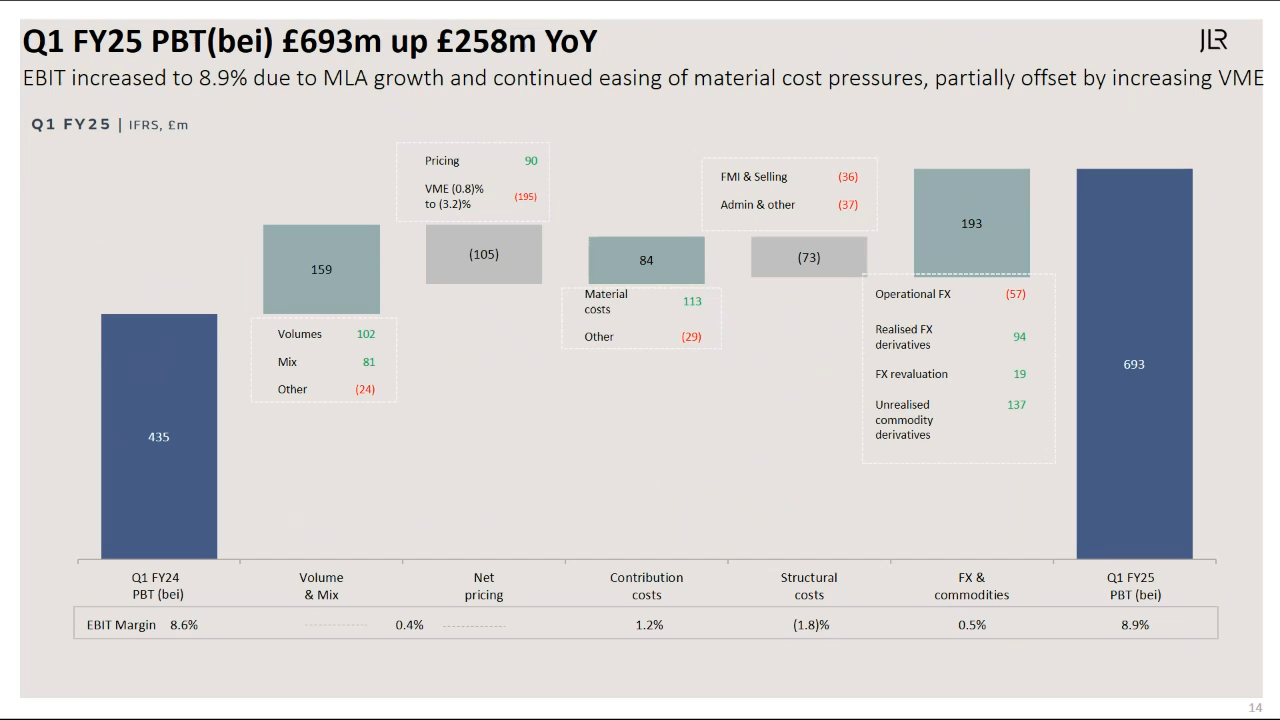 Q1 FY25 PBT(bei) £693m up £258m YoY
JLR
EBIT increased to 8.9% due to MLA growth and continued easing of material cost pressures, partially offset by increasing VME
Q1 FY25 | IFRS, £m
435
159
Volumes 102
Mix 81
Other (24)
Pricing 90
VME (0.8)%
to (3.2)% (195)
(105)
84
Material
costs 113
Other (29)
FMI & Selling (36)
Admin & other (37)
(73)
193
Operational FX (57)
Realised FX
derivatives 94
FX revaluation 19
Unrealised 137
commodity
derivatives
693
Q1 FY24
PBT (bei)
Volume
& Mix
Net
pricing
Contribution
costs
Structural
costs
FX &
commodities
Q1 FY25
PBT (bei)
EBIT Margin 8.6% 0.4% 1.2% (1.8)% 0.5% 8.9%
14